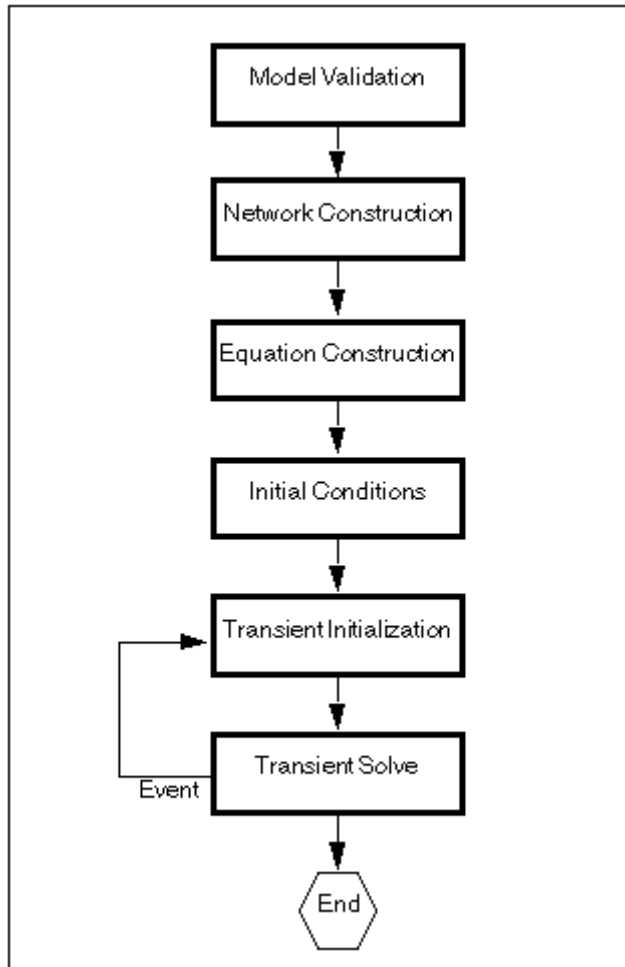 Model Validation
Network Construction
Equation Construction
Initial Conditions
Transient Initialization
Transient Solve
Event
End